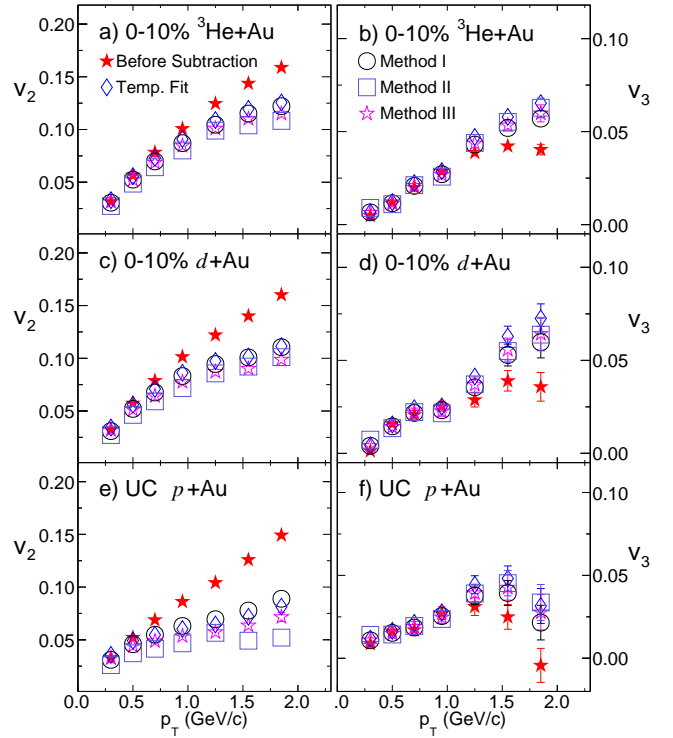 a) 0-10% ³He+Au
Before Subtraction
Temp. Fit
v₂
0.20
0.15
0.10
0.05
b) 0-10% ³He+Au
Method I
Method II
Method III
0.10
v₃
0.05
0.00
c) 0-10% d+Au
v₂
0.20
0.15
0.10
0.05
d) 0-10% d+Au
0.10
v₃
0.05
0.00
e) UC p+Au
v₂
0.20
0.15
0.10
0.05
0.0 0.5 1.0 1.5 2.0
p_T (GeV/c)
f) UC p+Au
0.10
v₃
0.05
0.00
0.0 0.5 1.0 1.5 2.0
p_T (GeV/c)